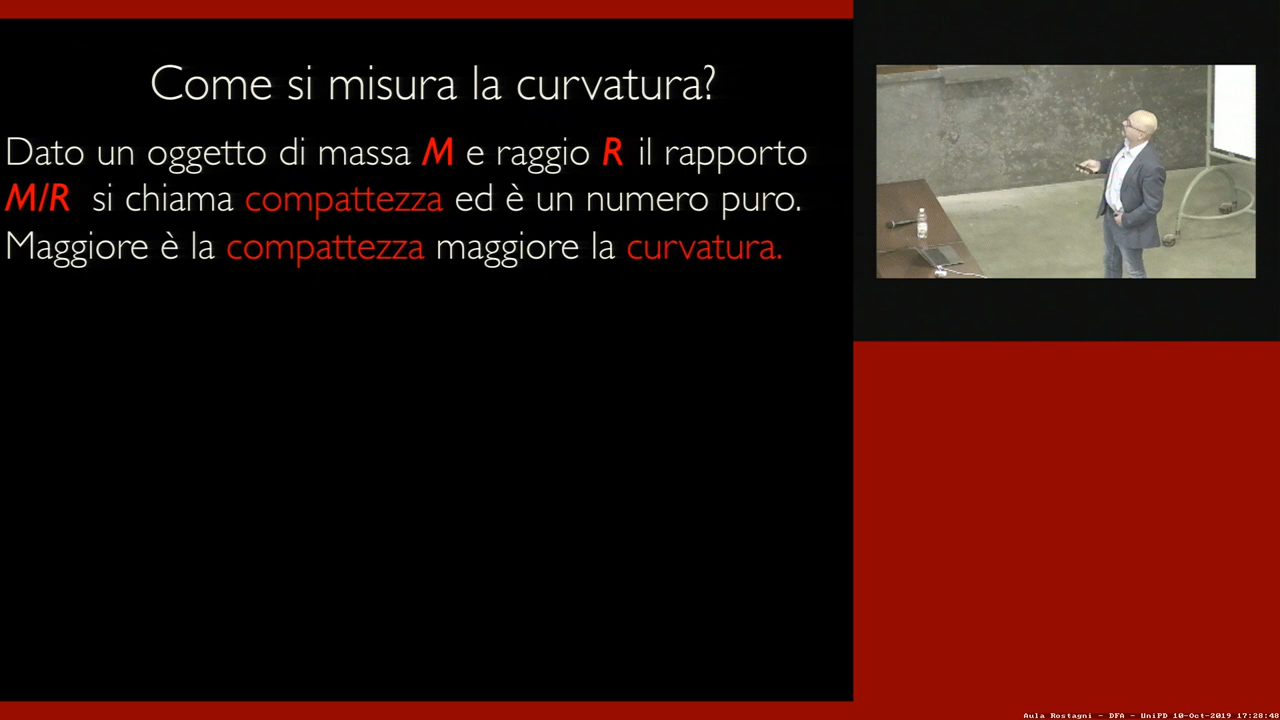 Come si misura la curvatura?
Dato un oggetto di massa M e raggio R il rapporto
M/R si chiama compattezza ed è un numero puro.
Maggiore è la compattezza maggiore la curvatura.
Aula Rostagni - DFA - UniPD 10-Oct-2019 17:28:48